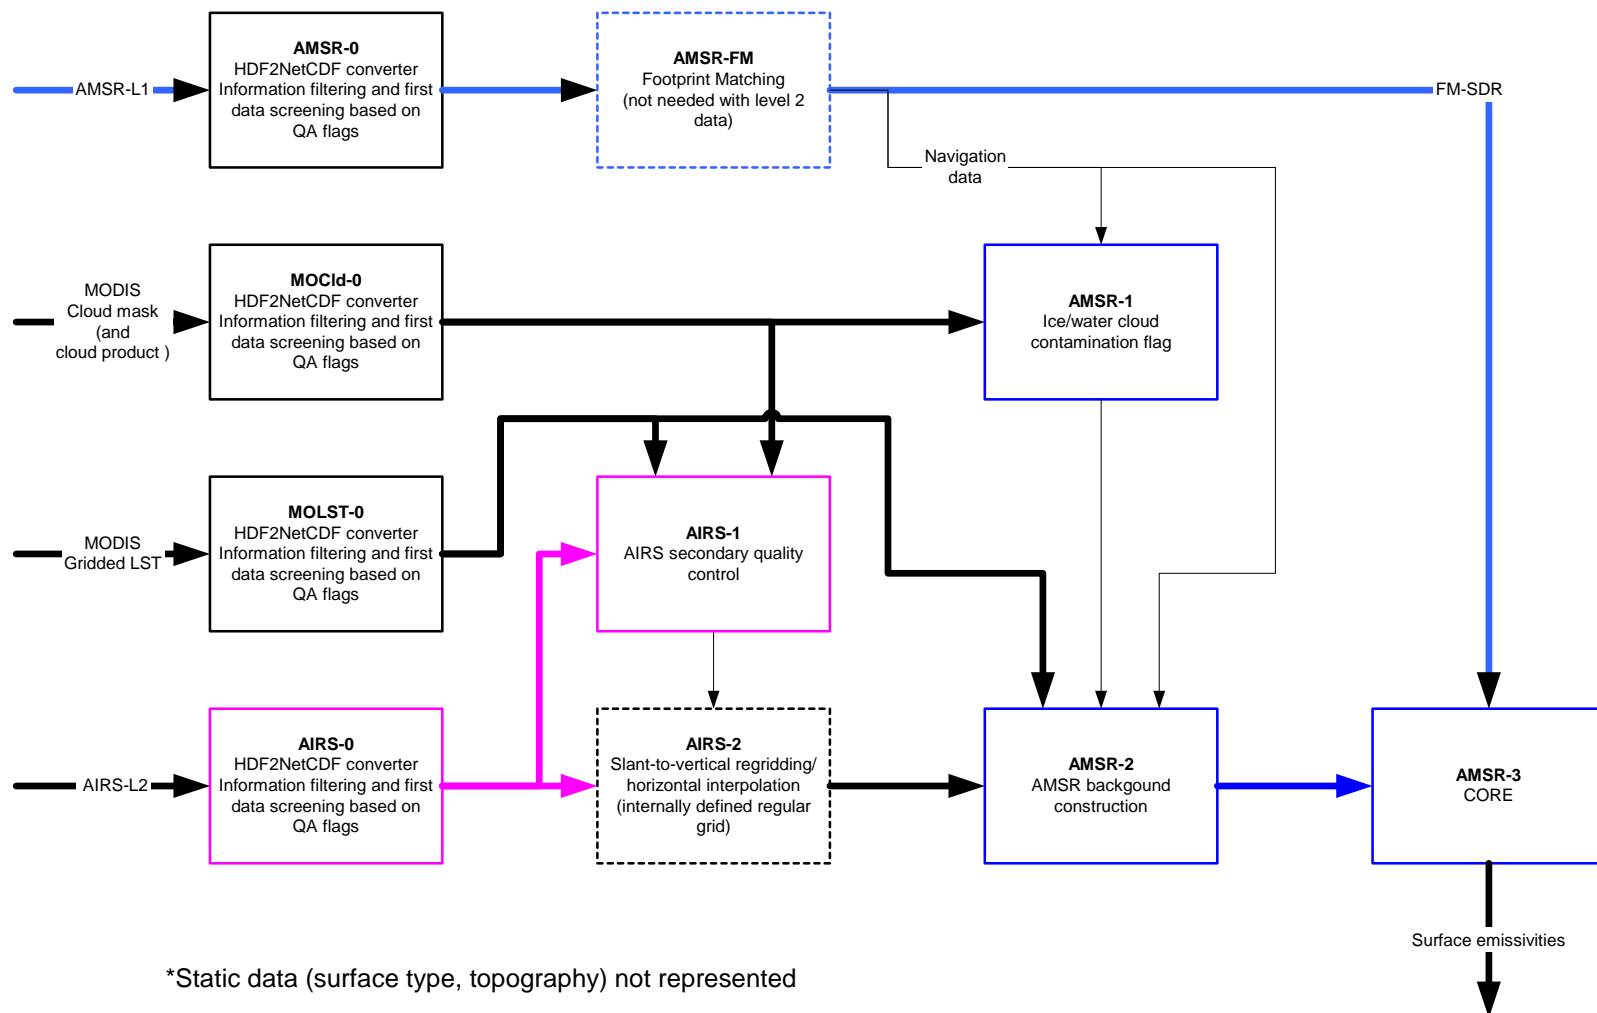 AMSR-0
HDF2NetCDF converter
Information filtering and first
data screening based on
QA flags
AMSR-FM
Footprint Matching
(not needed with level 2
data)
AMSR-L1
FM-SDR
Navigation
data
MODIS
Cloud mask
(and
cloud product )
MOCld-0
HDF2NetCDF converter
Information filtering and first
data screening based on
QA flags
AMSR-1
Ice/water cloud
contamination flag
MODIS
Gridded LST
MOLST-0
HDF2NetCDF converter
Information filtering and first
data screening based on
QA flags
AIRS-1
AIRS secondary quality
control
AIRS-L2
AIRS-0
HDF2NetCDF converter
Information filtering and first
data screening based on
QA flags
AIRS-2
Slant-to-vertical regridding/
horizontal interpolation
(internally defined regular
grid)
AMSR-2
AMSR backgound
construction
AMSR-3
CORE
Surface emissivities
*Static data (surface type, topography) not represented